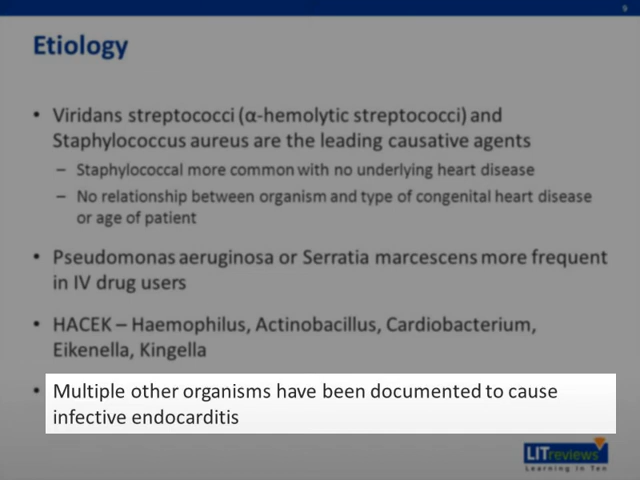 9
Etiology
• Viridans streptococci (α-hemolytic streptococci) and
Staphylococcus aureus are the leading causative agents
– Staphylococcal more common with no underlying heart disease
– No relationship between organism and type of congenital heart disease
or age of patient
• Pseudomonas aeruginosa or Serratia marcescens more frequent
in IV drug users
• HACEK – Haemophilus, Actinobacillus, Cardiobacterium,
Eikenella, Kingella
• Multiple other organisms have been documented to cause
infective endocarditis
LITreviews
Learning in Ten